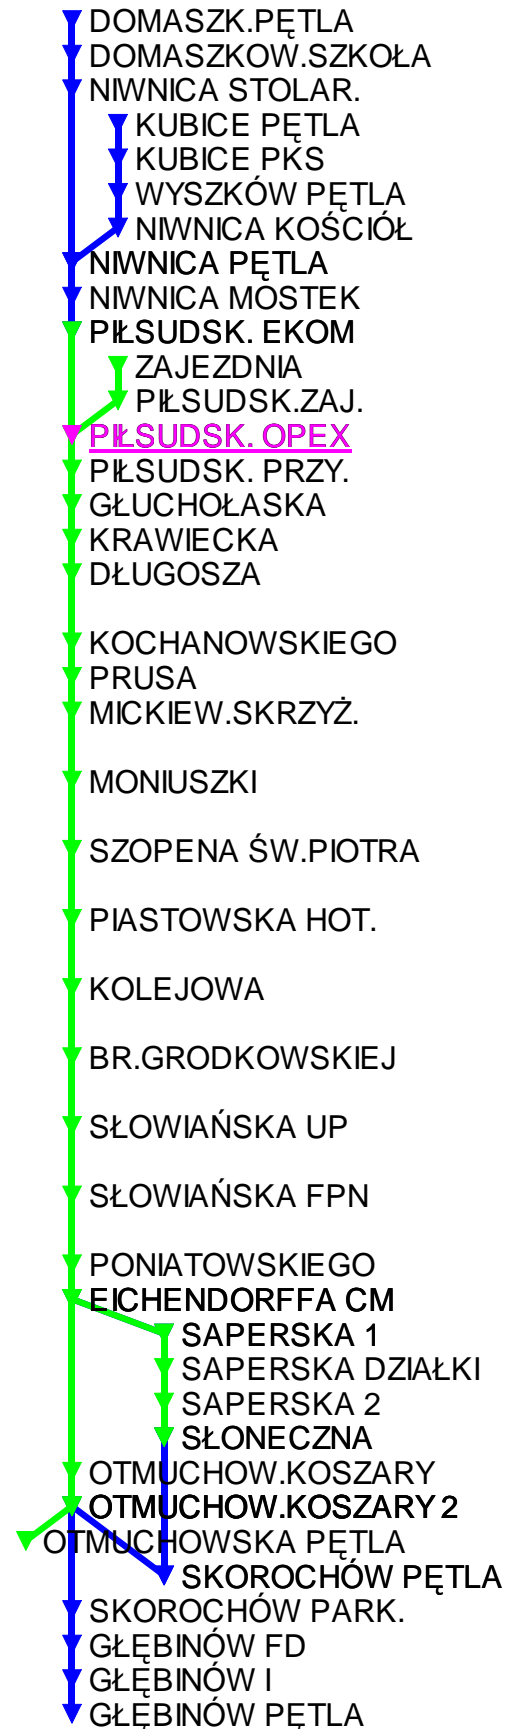 DOMASZK.PĘTLA
DOMASZKOW.SZKOŁA
NIWNICA STOLAR.
KUBICE PĘTLA
KUBICE PKS
WYSZKÓW PĘTLA
NIWNICA KOŚCIÓŁ
NIWNICA PĘTLA
NIWNICA MOSTEK
PIŁSUDSK. EKOM
ZAJEZDNIA
PIŁSUDSK.ZAJ.
PIŁSUDSK. OPEX
PIŁSUDSK. PRZY.
GŁUCHOŁASKA
KRAWIECKA
DŁUGOSZA
KOCHANOWSKIEGO
PRUSA
MICKIEW.SKRZYŻ.
MONIUSZKI
SZOPENA ŚW.PIOTRA
PIASTOWSKA HOT.
KOLEJOWA
BR.GRODKOWSKIEJ
SŁOWIAŃSKA UP
SŁOWIAŃSKA FPN
PONIATOWSKIEGO
EICHENDORFFA CM
SAPERSKA 1
SAPERSKA DZIAŁKI
SAPERSKA 2
SŁONECZNA
OTMUCHOW.KOSZARY
OTMUCHOW.KOSZARY 2
OTMUCHOWSKA PĘTLA
SKOROCHÓW PĘTLA
SKOROCHÓW PARK.
GŁĘBINÓW FD
GŁĘBINÓW I
GŁĘBINÓW PĘTLA